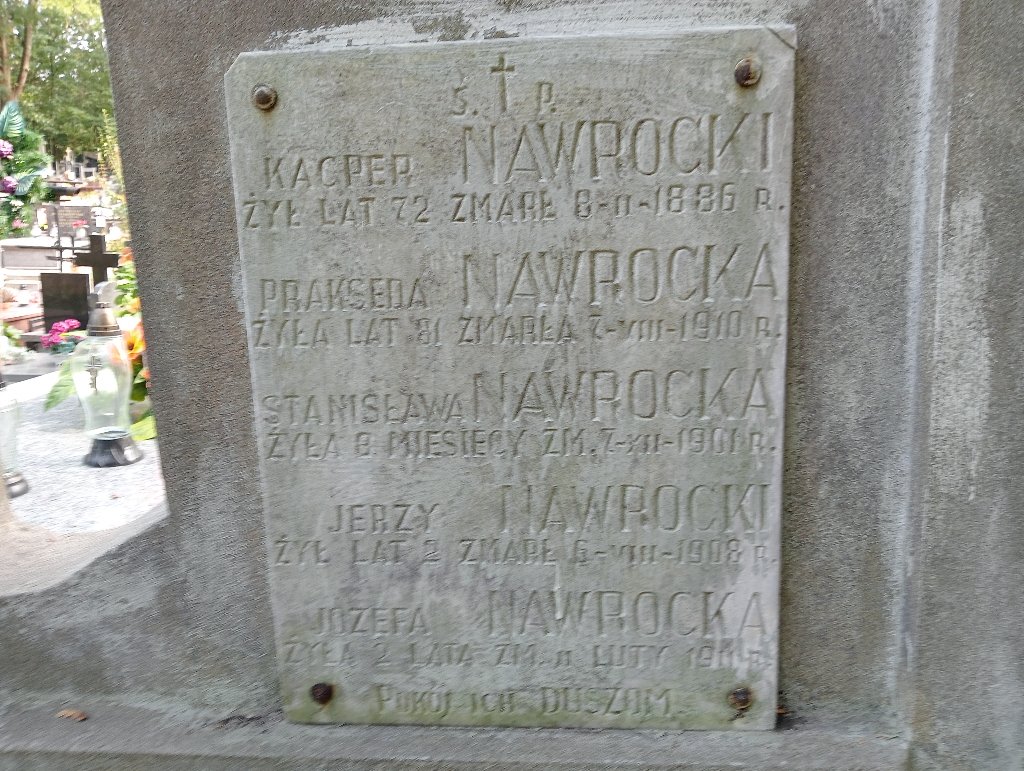 Ś. † P.
KACPER NAWROCKI
ŻYŁ LAT 72 ZMARŁ 8-II-1886 R.
PRAKSEDA NAWROCKA
ŻYŁA LAT 81 ZMARŁA 7-VIII-1910 R.
STANISŁAWA NAWROCKA
ŻYŁA 8 MIESIĘCY ZM. 7-XII-1901 R.
JERZY NAWROCKI
ŻYŁ LAT 2 ZMARŁ 6-VIII-1908 R.
JÓZEFA NAWROCKA
ŻYŁA 2 LATA ZM. 11 LUTY 1911 R.
POKÓJ ICH DUSZOM